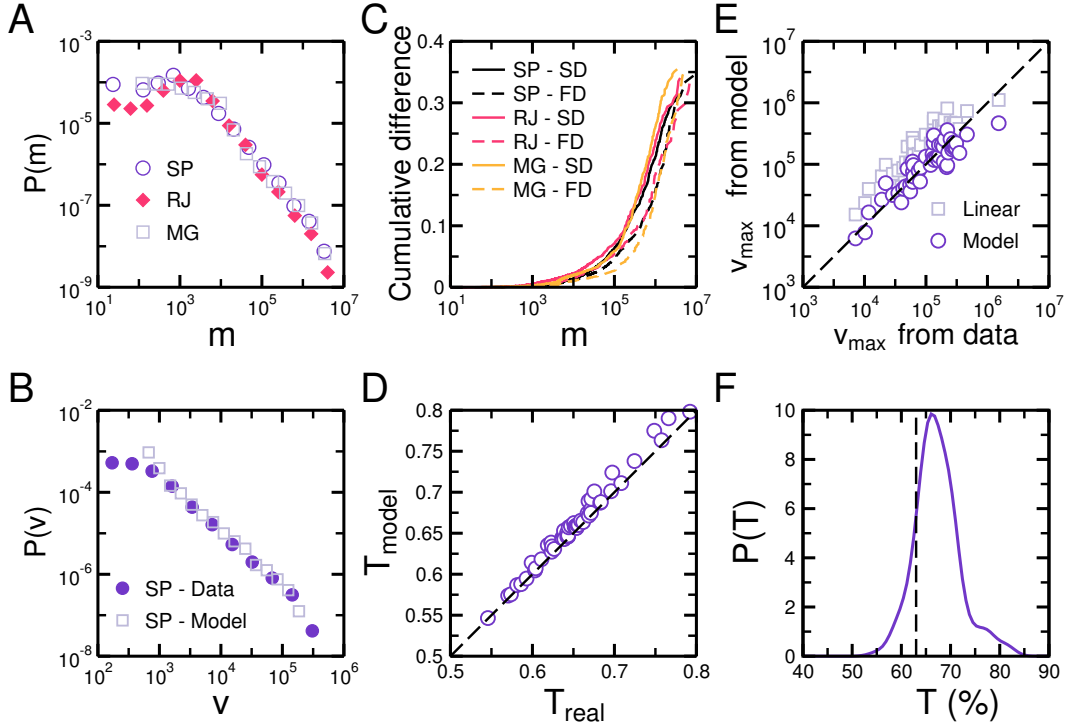 A
10^-3
10^-5
10^-7
10^-9
P(m)
SP
RJ
MG
10^1
10^3
10^5
10^7
m
C
0.4
0.3
0.2
0.1
0
Cumulative difference
SP - SD
SP - FD
RJ - SD
RJ - FD
MG - SD
MG - FD
10^1
10^3
10^5
10^7
m
E
10^7
10^6
10^5
10^4
10^3
v_max from model
Linear
Model
10^3
10^4
10^5
10^6
10^7
v_max from data
B
10^-2
10^-4
10^-6
10^-8
P(v)
SP - Data
SP - Model
10^2
10^3
10^4
10^5
10^6
v
D
0.8
0.75
0.7
0.65
0.6
0.55
0.5
T_model
0.5
0.6
0.7
0.8
T_real
F
10
8
6
4
2
0
P(T)
40
50
60
70
80
90
T (%)